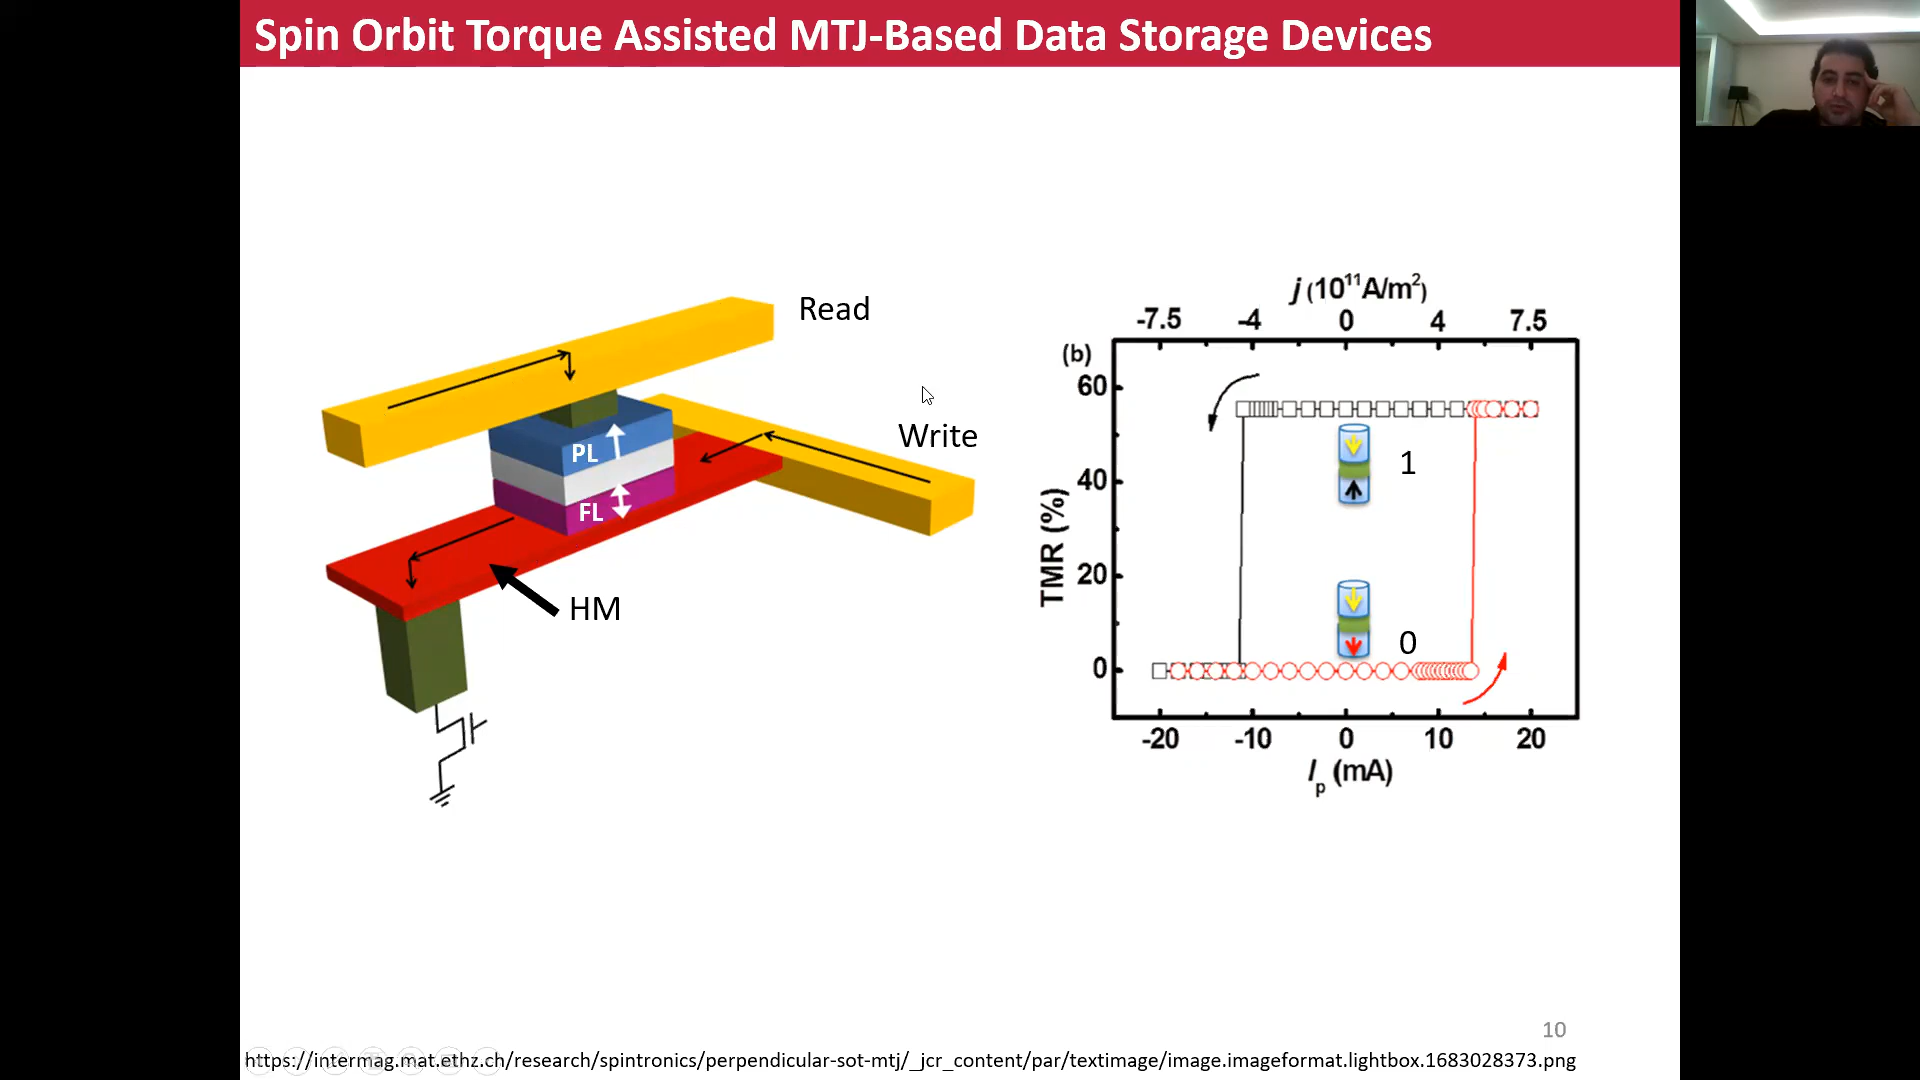 Spin Orbit Torque Assisted MTJ-Based Data Storage Devices
Read
Write
PL
FL
HM
j (10¹¹A/m²)
-7.5 -4 0 4 7.5
(b)
60
40
20
0
TMR (%)
1
0
-20 -10 0 10 20
Iₚ (mA)
10
https://intermag.mat.ethz.ch/research/spintronics/perpendicular-sot-mtj/_jcr_content/par/textimage/image.imageformat.lightbox.1683028373.png